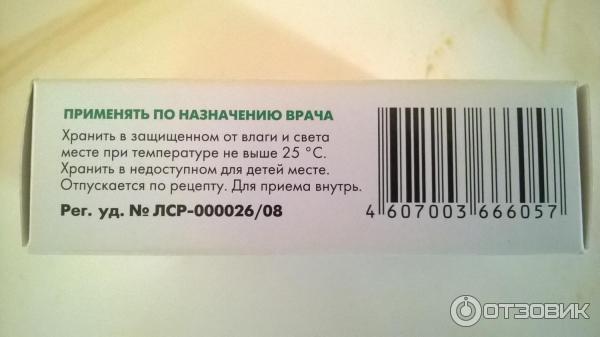 ПРИМЕНЯТЬ ПО НАЗНАЧЕНИЮ ВРАЧА
Хранить в защищенном от влаги и света
месте при температуре не выше 25 °С.
Хранить в недоступном для детей месте.
Отпускается по рецепту. Для приема внутрь.
Рег. уд. № ЛСР-000026/08
4 607003 666057
ОТЗОВИК